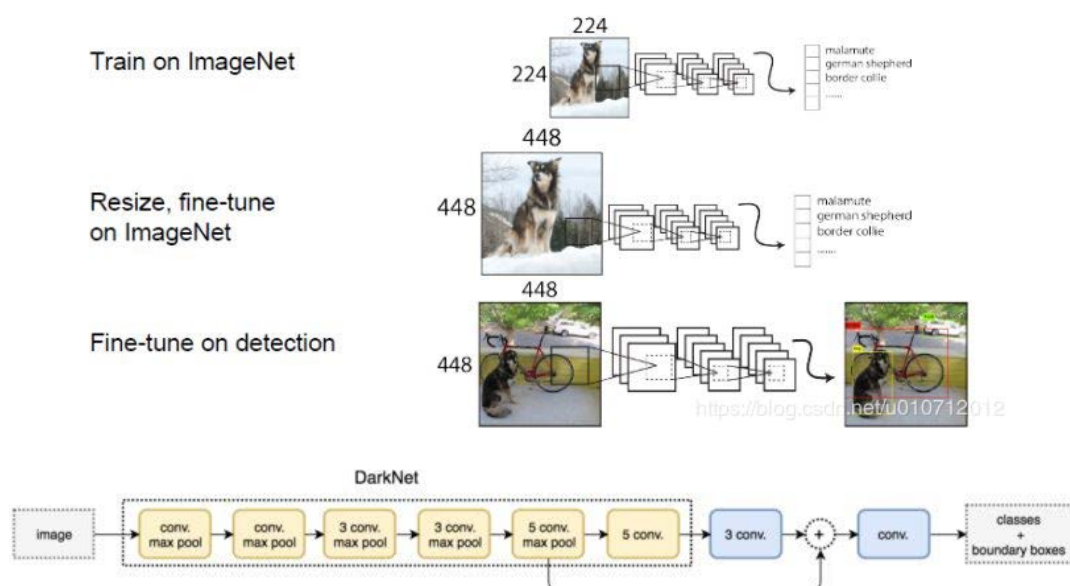 224
Train on ImageNet
224
malamute
german shepherd
border collie
......
448
Resize, fine-tune
on ImageNet
448
malamute
german shepherd
border collie
......
448
Fine-tune on detection
448
https://blog.csdn.net/u010712012
DarkNet
image
conv.
max pool
conv.
max pool
3 conv.
max pool
3 conv.
max pool
5 conv.
max pool
5 conv.
3 conv.
+
conv.
classes
+
boundary boxes